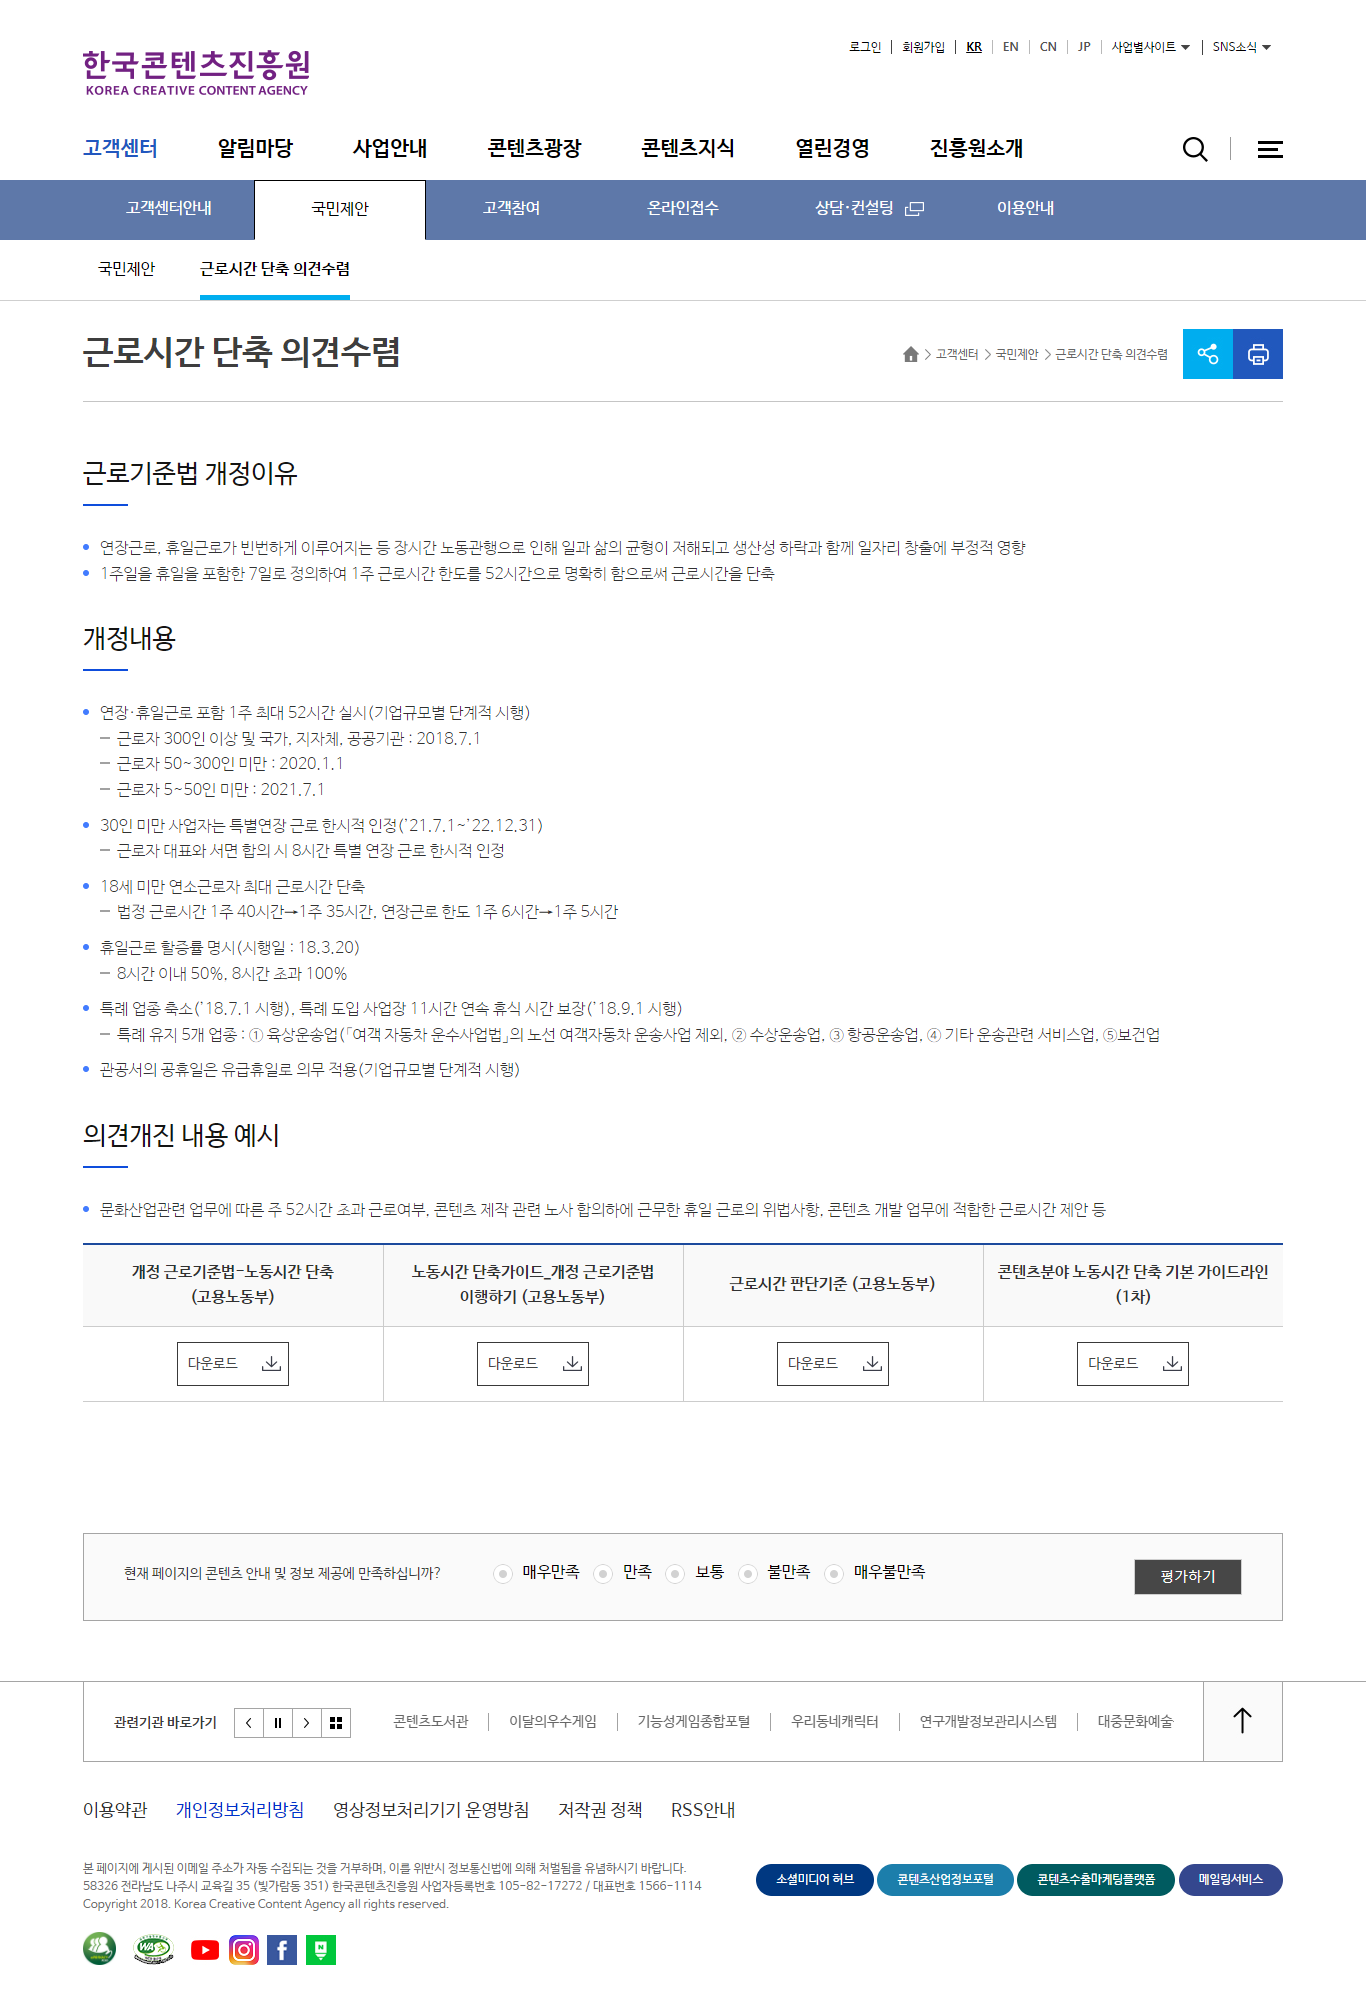 로그인 회원가입 KR EN CN JP 사업별사이트 SNS소식
한국콘텐츠진흥원
KOREA CREATIVE CONTENT AGENCY
고객센터 알림마당 사업안내 콘텐츠광장 콘텐츠지식 열린경영 진흥원소개
고객센터안내 국민제안 고객참여 온라인접수 상담·컨설팅 이용안내
국민제안 근로시간 단축 의견수렴
근로시간 단축 의견수렴
고객센터 > 국민제안 > 근로시간 단축 의견수렴
근로기준법 개정이유
연장근로, 휴일근로가 빈번하게 이루어지는 등 장시간 노동관행으로 인해 일과 삶의 균형이 저해되고 생산성 하락과 함께 일자리 창출에 부정적 영향
1주일을 휴일을 포함한 7일로 정의하여 1주 근로시간 한도를 52시간으로 명확히 함으로써 근로시간을 단축
개정내용
연장·휴일근로 포함 1주 최대 52시간 실시(기업규모별 단계적 시행)
근로자 300인 이상 및 국가, 지자체, 공공기관 : 2018.7.1
근로자 50~300인 미만 : 2020.1.1
근로자 5~50인 미만 : 2021.7.1
30인 미만 사업자는 특별연장 근로 한시적 인정(’21.7.1~’22.12.31)
근로자 대표와 서면 합의 시 8시간 특별 연장 근로 한시적 인정
18세 미만 연소근로자 최대 근로시간 단축
법정 근로시간 1주 40시간→1주 35시간, 연장근로 한도 1주 6시간→1주 5시간
휴일근로 할증률 명시(시행일 : 18.3.20)
8시간 이내 50%, 8시간 초과 100%
특례 업종 축소(’18.7.1 시행), 특례 도입 사업장 11시간 연속 휴식 시간 보장(’18.9.1 시행)
특례 유지 5개 업종 : ① 육상운송업(「여객 자동차 운수사업법」의 노선 여객자동차 운송사업 제외, ② 수상운송업, ③ 항공운송업, ④ 기타 운송관련 서비스업, ⑤보건업
관공서의 공휴일은 유급휴일로 의무 적용(기업규모별 단계적 시행)
의견개진 내용 예시
문화산업관련 업무에 따른 주 52시간 초과 근로여부, 콘텐츠 제작 관련 노사 합의하에 근무한 휴일 근로의 위법사항, 콘텐츠 개발 업무에 적합한 근로시간 제안 등
개정 근로기준법-노동시간 단축
(고용노동부)
노동시간 단축가이드_개정 근로기준법
이행하기 (고용노동부)
근로시간 판단기준 (고용노동부)
콘텐츠분야 노동시간 단축 기본 가이드라인
(1차)
다운로드 다운로드 다운로드 다운로드
현재 페이지의 콘텐츠 안내 및 정보 제공에 만족하십니까? 매우만족 만족 보통 불만족 매우불만족 평가하기
관련기관 바로가기 콘텐츠도서관 이달의우수게임 기능성게임종합포털 우리동네캐릭터 연구개발정보관리시스템 대중문화예술
이용약관 개인정보처리방침 영상정보처리기기 운영방침 저작권 정책 RSS안내
본 페이지에 게시된 이메일 주소가 자동 수집되는 것을 거부하며, 이를 위반시 정보통신법에 의해 처벌됨을 유념하시기 바랍니다.
58326 전라남도 나주시 교육길 35 (빛가람동 351) 한국콘텐츠진흥원 사업자등록번호 105-82-17272 / 대표번호 1566-1114
Copyright 2018. Korea Creative Content Agency all rights reserved.
소셜미디어 허브 콘텐츠산업정보포털 콘텐츠수출마케팅플랫폼 메일링서비스
WA